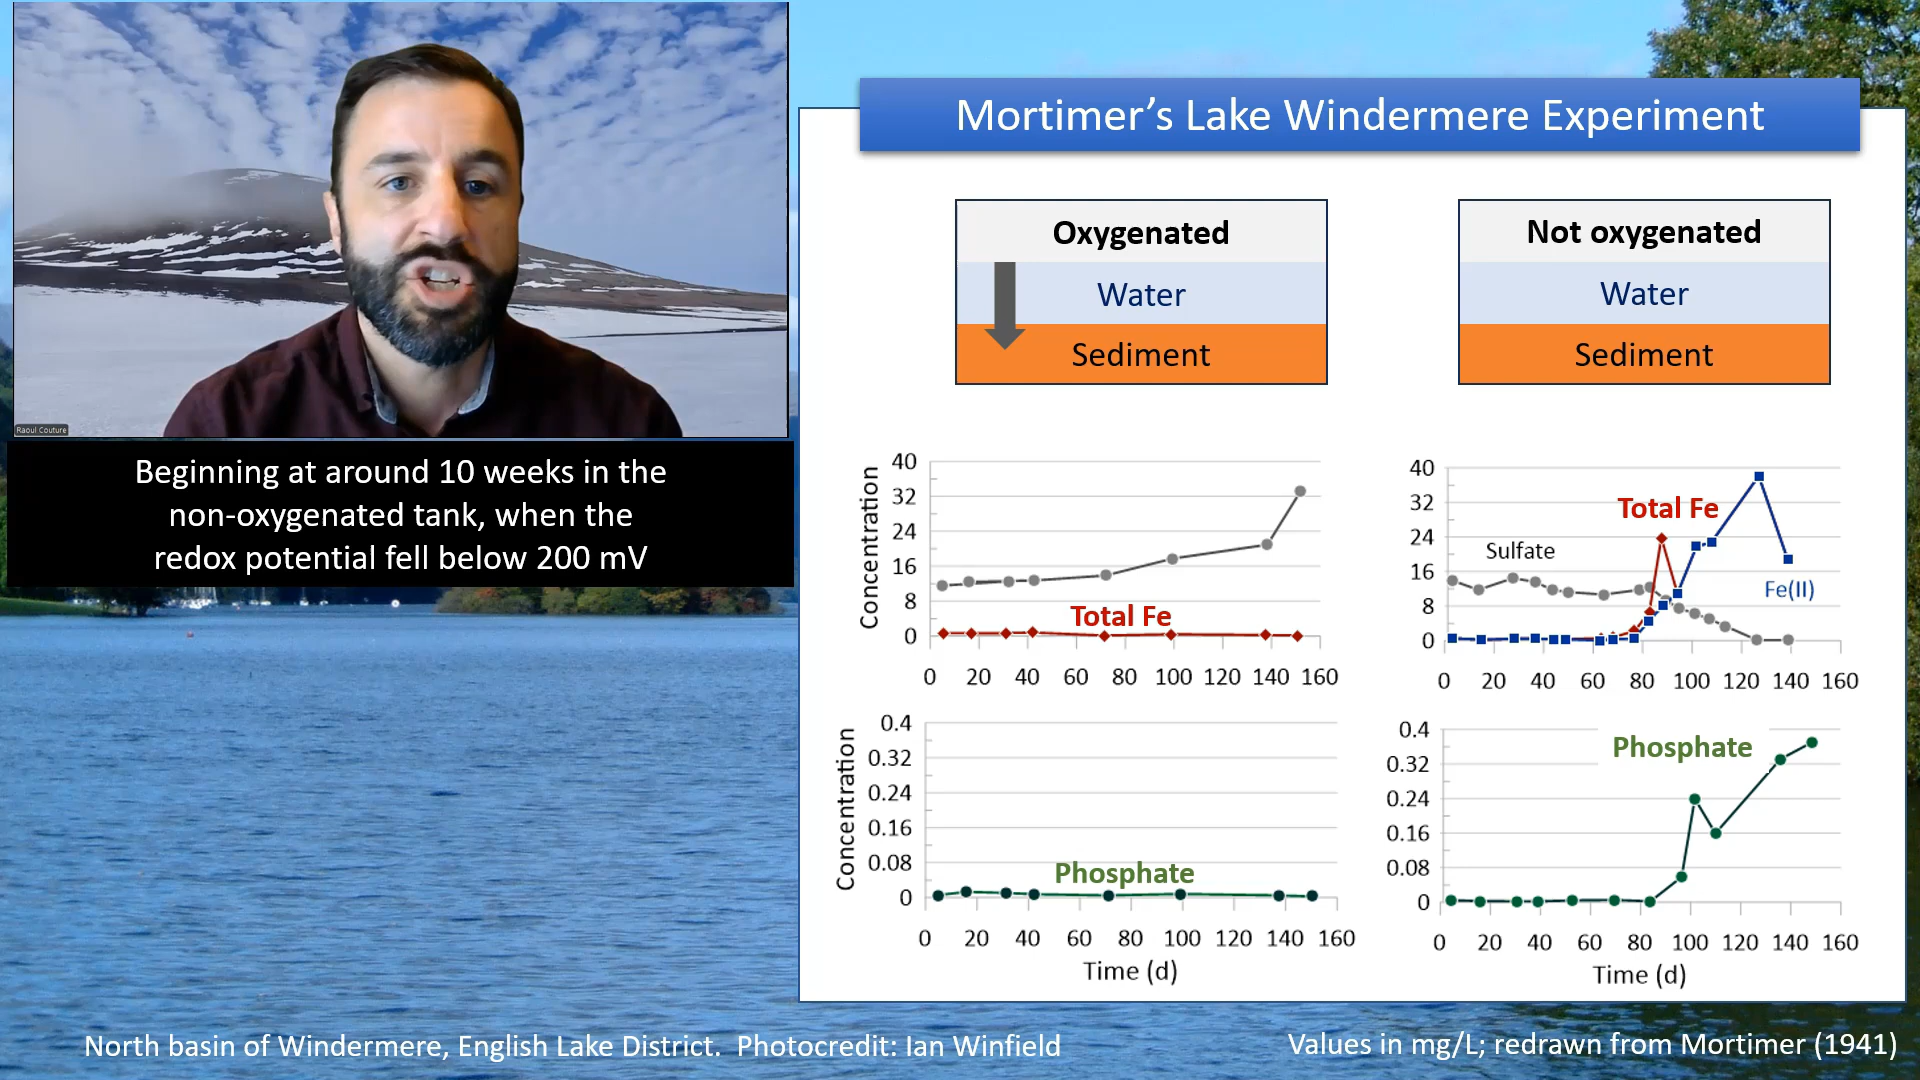 Raoul Couture
Beginning at around 10 weeks in the
non-oxygenated tank, when the
redox potential fell below 200 mV
Mortimer's Lake Windermere Experiment
Oxygenated
Water
Sediment
Not oxygenated
Water
Sediment
Concentration
40
32
24
16
8
0
Total Fe
0 20 40 60 80 100 120 140 160
40
32
24
16
8
0
Total Fe
Sulfate
Fe(II)
0 20 40 60 80 100 120 140 160
Concentration
0.4
0.32
0.24
0.16
0.08
0
Phosphate
0 20 40 60 80 100 120 140 160
Time (d)
0.4
0.32
0.24
0.16
0.08
0
Phosphate
0 20 40 60 80 100 120 140 160
Time (d)
North basin of Windermere, English Lake District. Photocredit: Ian Winfield
Values in mg/L; redrawn from Mortimer (1941)